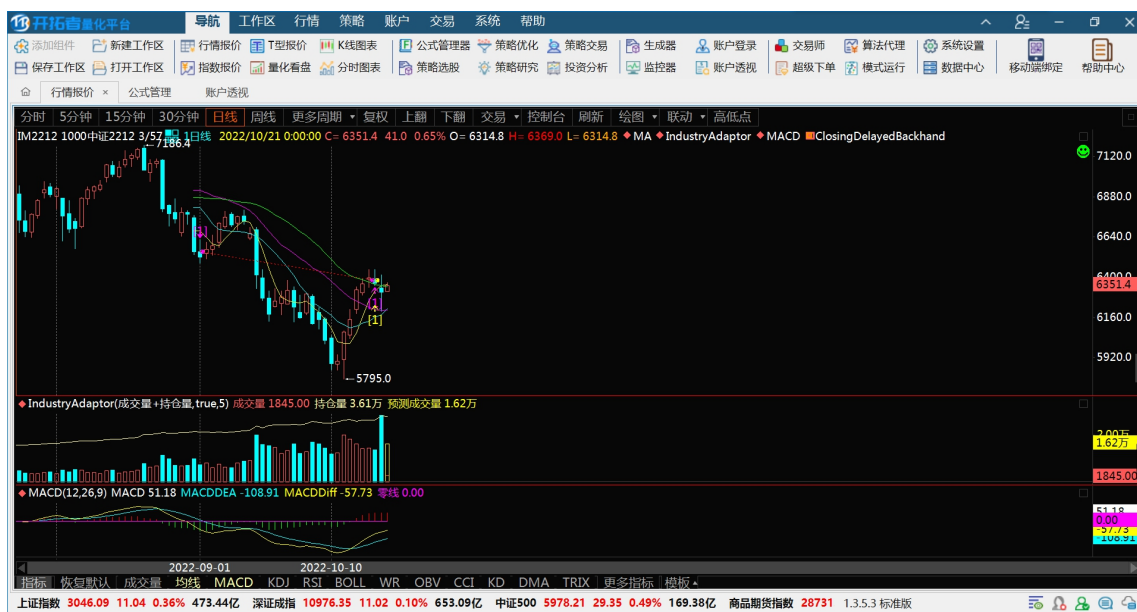 开拓者量化平台 导航 工作区 行情 策略 账户 交易 系统 帮助
添加组件 新建工作区 行情报价 T型报价 K线图表 公式管理器 策略优化 策略交易 生成器 账户登录 交易师 算法代理 系统设置
保存工作区 打开工作区 指数报价 量化看盘 分时图表 策略选股 策略研究 投资分析 监控器 账户透视 超级下单 模式运行 数据中心 移动端绑定 帮助中心
行情报价 × 公式管理 账户透视
分时 5分钟 15分钟 30分钟 日线 周线 更多周期 复权 上翻 下翻 交易 控制台 刷新 绘图 联动 高低点
IM2212 1000中证2212 3/57 1日线 2022/10/21 0:00:00 C= 6351.4 41.0 0.65% O= 6314.8 H= 6369.0 L= 6314.8 MA IndustryAdaptor MACD ClosingDelayedBackhand
7186.4
7120.0
6880.0
6640.0
6400.0
6351.4
[1]
[1]
6160.0
5920.0
5795.0
IndustryAdaptor(成交量+持仓量,true,5) 成交量 1845.00 持仓量 3.61万 预测成交量 1.62万
2.00万
1.62万
1845.00
MACD(12,26,9) MACD 51.18 MACDDEA -108.91 MACDDiff -57.73 零线 0.00
51.18
0.00
-57.73
-108.91
2022-09-01 2022-10-10
指标 恢复默认 成交量 均线 MACD KDJ RSI BOLL WR OBV CCI KD DMA TRIX 更多指标 模板
上证指数 3046.09 11.04 0.36% 473.44亿 深证成指 10976.35 11.02 0.10% 653.09亿 中证500 5978.21 29.35 0.49% 169.38亿 商品期货指数 28731 1.3.5.3 标准版